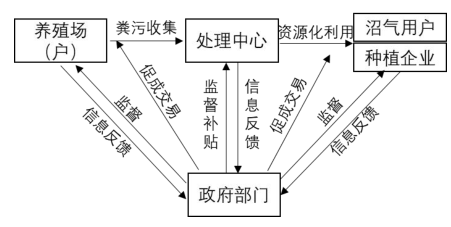 养殖场
(户)
粪污收集
处理中心
资源化利用
沼气用户
种植企业
促成交易
监督
信息反馈
监督补贴
信息反馈
促成交易
监督
信息反馈
政府部门